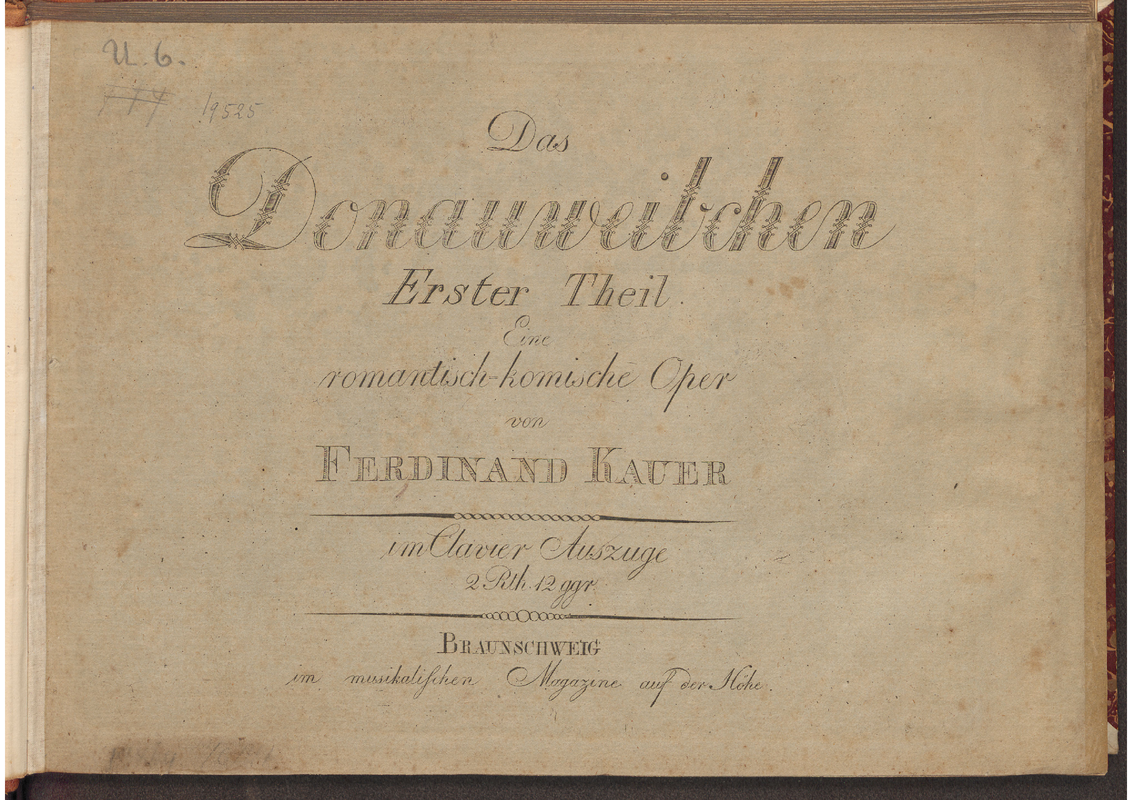 U. 6.
19525
Das
Donauweibchen
Erster Theil.
Eine
romantisch-komische Oper
von
FERDINAND KAUER
im Clavier Auszuge
2 Rth. 12 ggr.
BRAUNSCHWEIG
im musikalischen Magazine auf der Höhe.